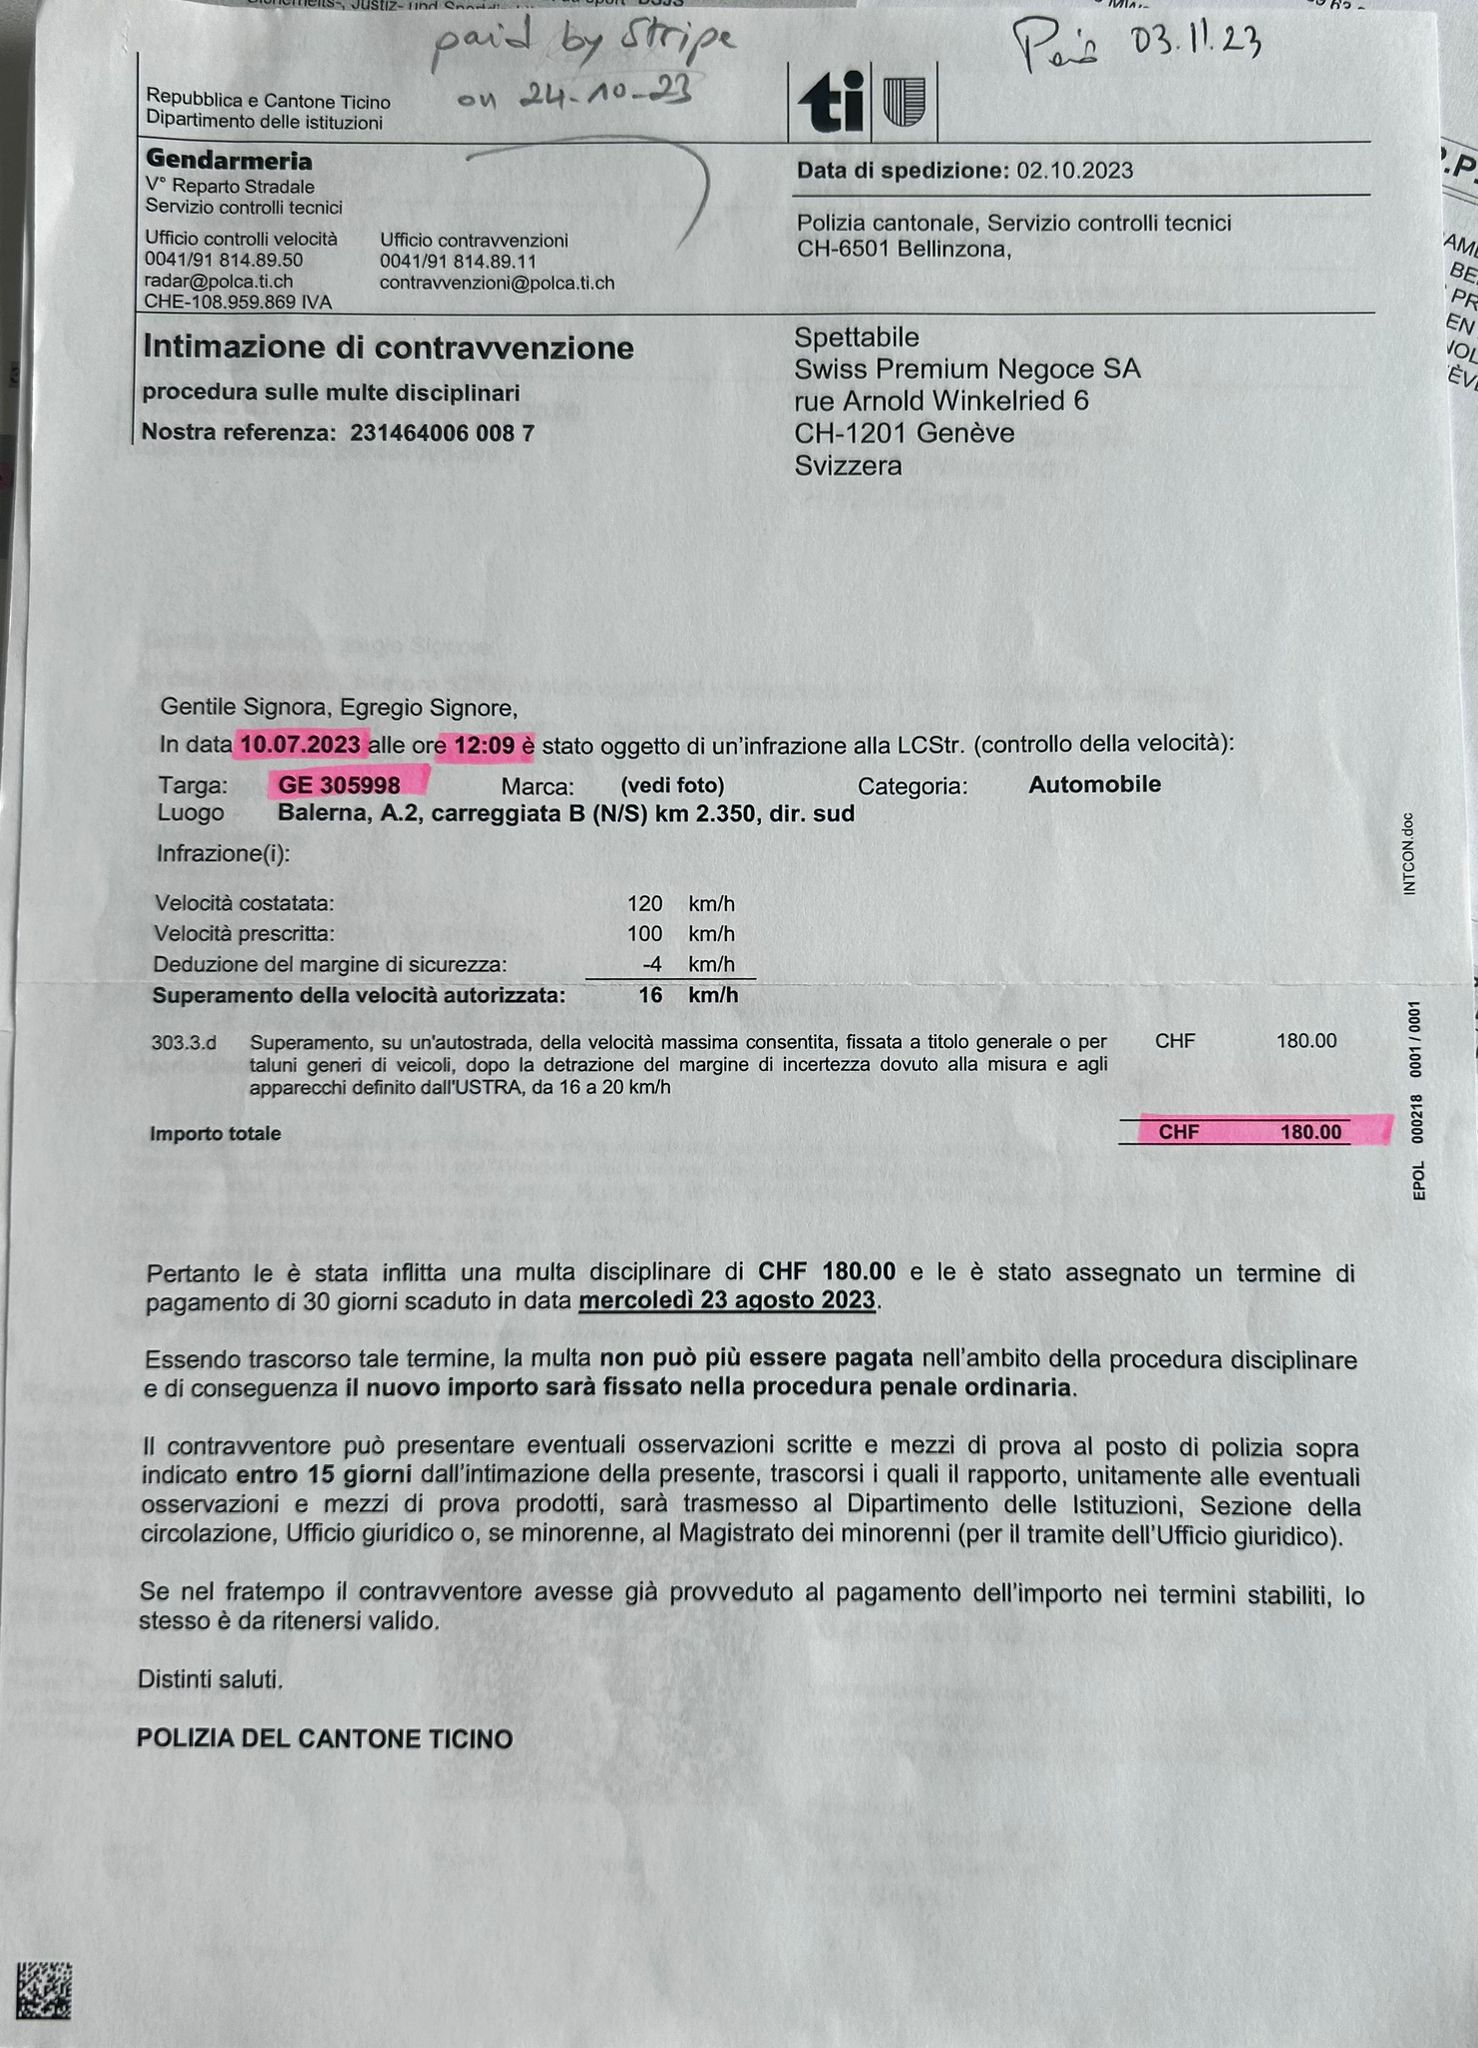 paid by Stripe
on 24-10-23
Paid 03.11.23
Repubblica e Cantone Ticino
Dipartimento delle istituzioni
ti
Gendarmeria
V° Reparto Stradale
Servizio controlli tecnici
Ufficio controlli velocità
0041/91 814.89.50
radar@polca.ti.ch
CHE-108.959.869 IVA
Ufficio contravvenzioni
0041/91 814.89.11
contravvenzioni@polca.ti.ch
Data di spedizione: 02.10.2023
Polizia cantonale, Servizio controlli tecnici
CH-6501 Bellinzona,
Intimazione di contravvenzione
procedura sulle multe disciplinari
Nostra referenza: 231464006 008 7
Spettabile
Swiss Premium Negoce SA
rue Arnold Winkelried 6
CH-1201 Genève
Svizzera
Gentile Signora, Egregio Signore,
In data 10.07.2023 alle ore 12:09 è stato oggetto di un'infrazione alla LCStr. (controllo della velocità):
Targa: GE 305998 Marca: (vedi foto) Categoria: Automobile
Luogo Balerna, A.2, carreggiata B (N/S) km 2.350, dir. sud
Infrazione(i):
Velocità costatata: 120 km/h
Velocità prescritta: 100 km/h
Deduzione del margine di sicurezza: -4 km/h
Superamento della velocità autorizzata: 16 km/h
303.3.d Superamento, su un'autostrada, della velocità massima consentita, fissata a titolo generale o per CHF 180.00
taluni generi di veicoli, dopo la detrazione del margine di incertezza dovuto alla misura e agli
apparecchi definito dall'USTRA, da 16 a 20 km/h
Importo totale CHF 180.00
Pertanto le è stata inflitta una multa disciplinare di CHF 180.00 e le è stato assegnato un termine di
pagamento di 30 giorni scaduto in data mercoledì 23 agosto 2023.
Essendo trascorso tale termine, la multa non può più essere pagata nell'ambito della procedura disciplinare
e di conseguenza il nuovo importo sarà fissato nella procedura penale ordinaria.
Il contravventore può presentare eventuali osservazioni scritte e mezzi di prova al posto di polizia sopra
indicato entro 15 giorni dall'intimazione della presente, trascorsi i quali il rapporto, unitamente alle eventuali
osservazioni e mezzi di prova prodotti, sarà trasmesso al Dipartimento delle Istituzioni, Sezione della
circolazione, Ufficio giuridico o, se minorenne, al Magistrato dei minorenni (per il tramite dell'Ufficio giuridico).
Se nel fratempo il contravventore avesse già provveduto al pagamento dell'importo nei termini stabiliti, lo
stesso è da ritenersi valido.
Distinti saluti.
POLIZIA DEL CANTONE TICINO
INTCON.doc
EPOL 000218 0001 / 0001